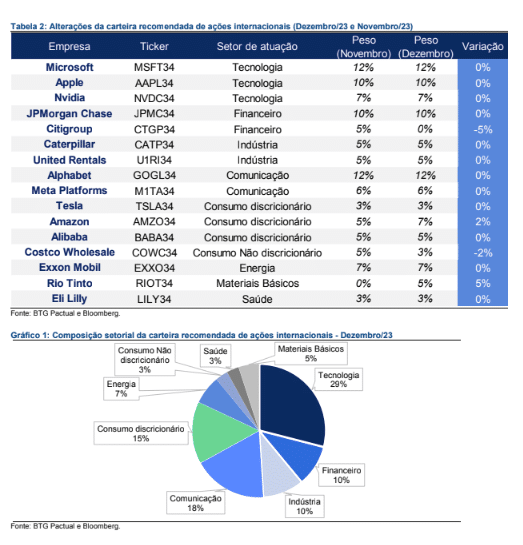 Tabela 2: Alterações da carteira recomendada de ações internacionais (Dezembro/23 e Novembro/23)
Empresa Ticker Setor de atuação Peso (Novembro) Peso (Dezembro) Variação
Microsoft MSFT34 Tecnologia 12% 12% 0%
Apple AAPL34 Tecnologia 10% 10% 0%
Nvidia NVDC34 Tecnologia 7% 7% 0%
JPMorgan Chase JPMC34 Financeiro 10% 10% 0%
Citigroup CTGP34 Financeiro 5% 0% -5%
Caterpillar CATP34 Indústria 5% 5% 0%
United Rentals U1RI34 Indústria 5% 5% 0%
Alphabet GOGL34 Comunicação 12% 12% 0%
Meta Platforms M1TA34 Comunicação 6% 6% 0%
Tesla TSLA34 Consumo discricionário 3% 3% 0%
Amazon AMZO34 Consumo discricionário 5% 7% 2%
Alibaba BABA34 Consumo discricionário 5% 5% 0%
Costco Wholesale COWC34 Consumo Não discricionário 5% 3% -2%
Exxon Mobil EXXO34 Energia 7% 7% 0%
Rio Tinto RIOT34 Materiais Básicos 0% 5% 5%
Eli Lilly LILY34 Saúde 3% 3% 0%
Fonte: BTG Pactual e Bloomberg.
Gráfico 1: Composição setorial da carteira recomendada de ações internacionais - Dezembro/23
Consumo Não
discricionário
3%
Saúde
3%
Materiais Básicos
5%
Tecnologia
29%
Energia
7%
Consumo discricionário
15%
Financeiro
10%
Comunicação
18%
Indústria
10%
Fonte: BTG Pactual e Bloomberg.